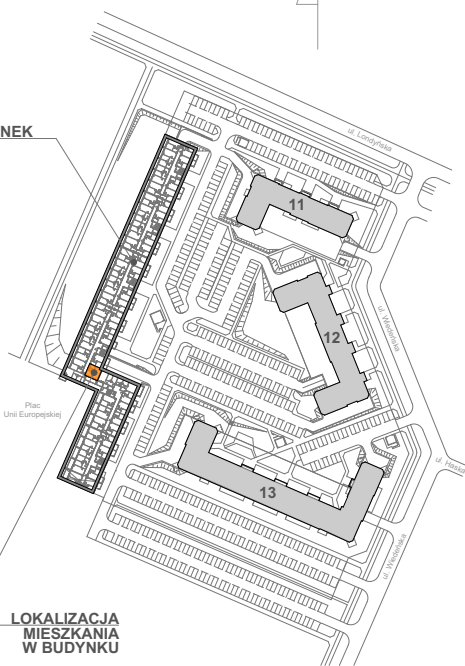 ul. Londyńska
NEK
11
12
ul. Wiedeńska
Plac
Unii Europejskiej
13
ul. Haska
ul. Wiedeńska
LOKALIZACJA
MIESZKANIA
W BUDYNKU